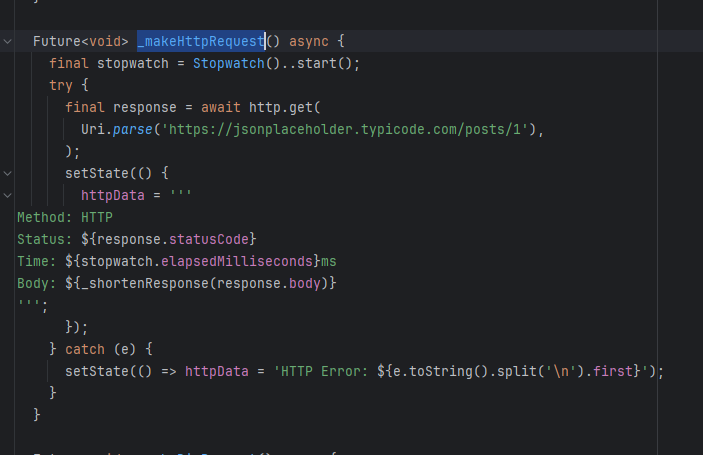 Future<void> _makeHttpRequest() async {
final stopwatch = Stopwatch()..start();
try {
final response = await http.get(
Uri.parse('https://jsonplaceholder.typicode.com/posts/1'),
);
setState(() {
httpData = '''
Method: HTTP
Status: ${response.statusCode}
Time: ${stopwatch.elapsedMilliseconds}ms
Body: ${_shortenResponse(response.body)}
''';
});
} catch (e) {
setState(() => httpData = 'HTTP Error: ${e.toString().split('\n').first}');
}
}